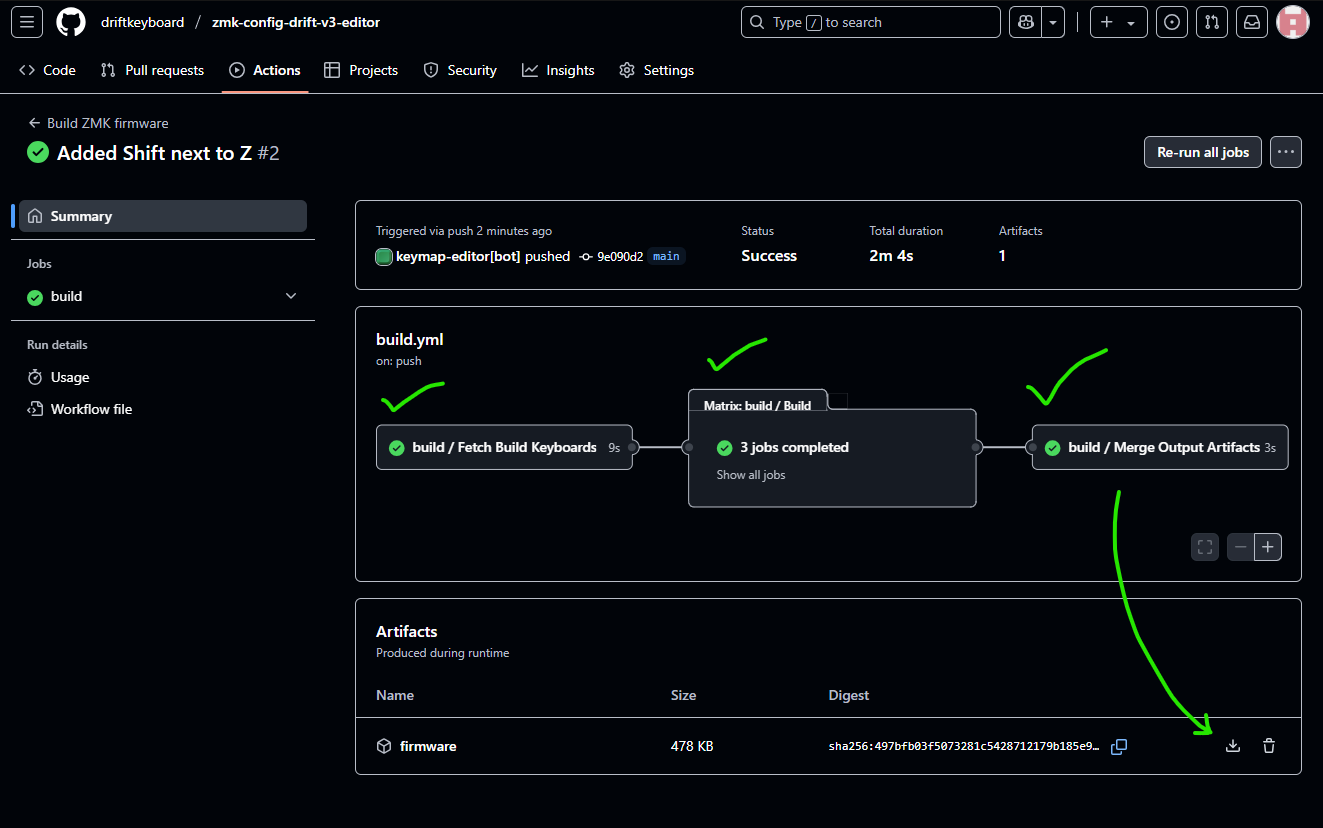 driftkeyboard / zmk-config-drift-v3-editor
Type / to search
Code Pull requests Actions Projects Security Insights Settings
Build ZMK firmware
Added Shift next to Z #2
Re-run all jobs
Summary
Jobs
build
Run details
Usage
Workflow file
Triggered via push 2 minutes ago
keymap-editor[bot] pushed 9e090d2 main
Status
Success
Total duration
2m 4s
Artifacts
1
build.yml
on: push
build / Fetch Build Keyboards 9s
Matrix: build / Build
3 jobs completed
Show all jobs
build / Merge Output Artifacts 3s
Artifacts
Produced during runtime
Name Size Digest
firmware 478 KB sha256:497bfb03f5073281c5428712179b185e9…